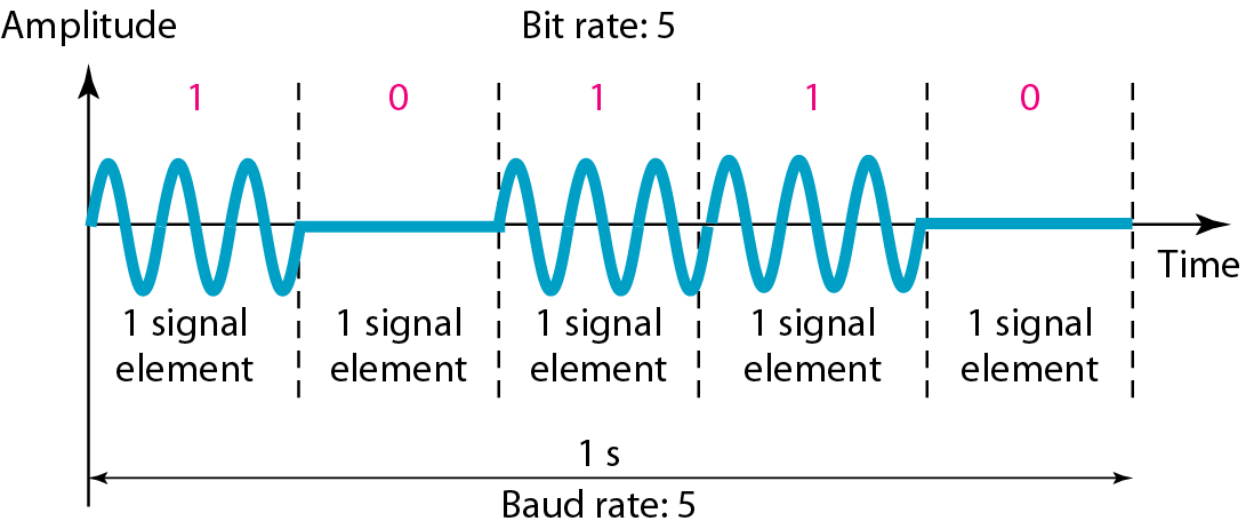 Amplitude
Bit rate: 5
1 0 1 1 0
Time
1 signal element
1 signal element
1 signal element
1 signal element
1 signal element
1 s
Baud rate: 5